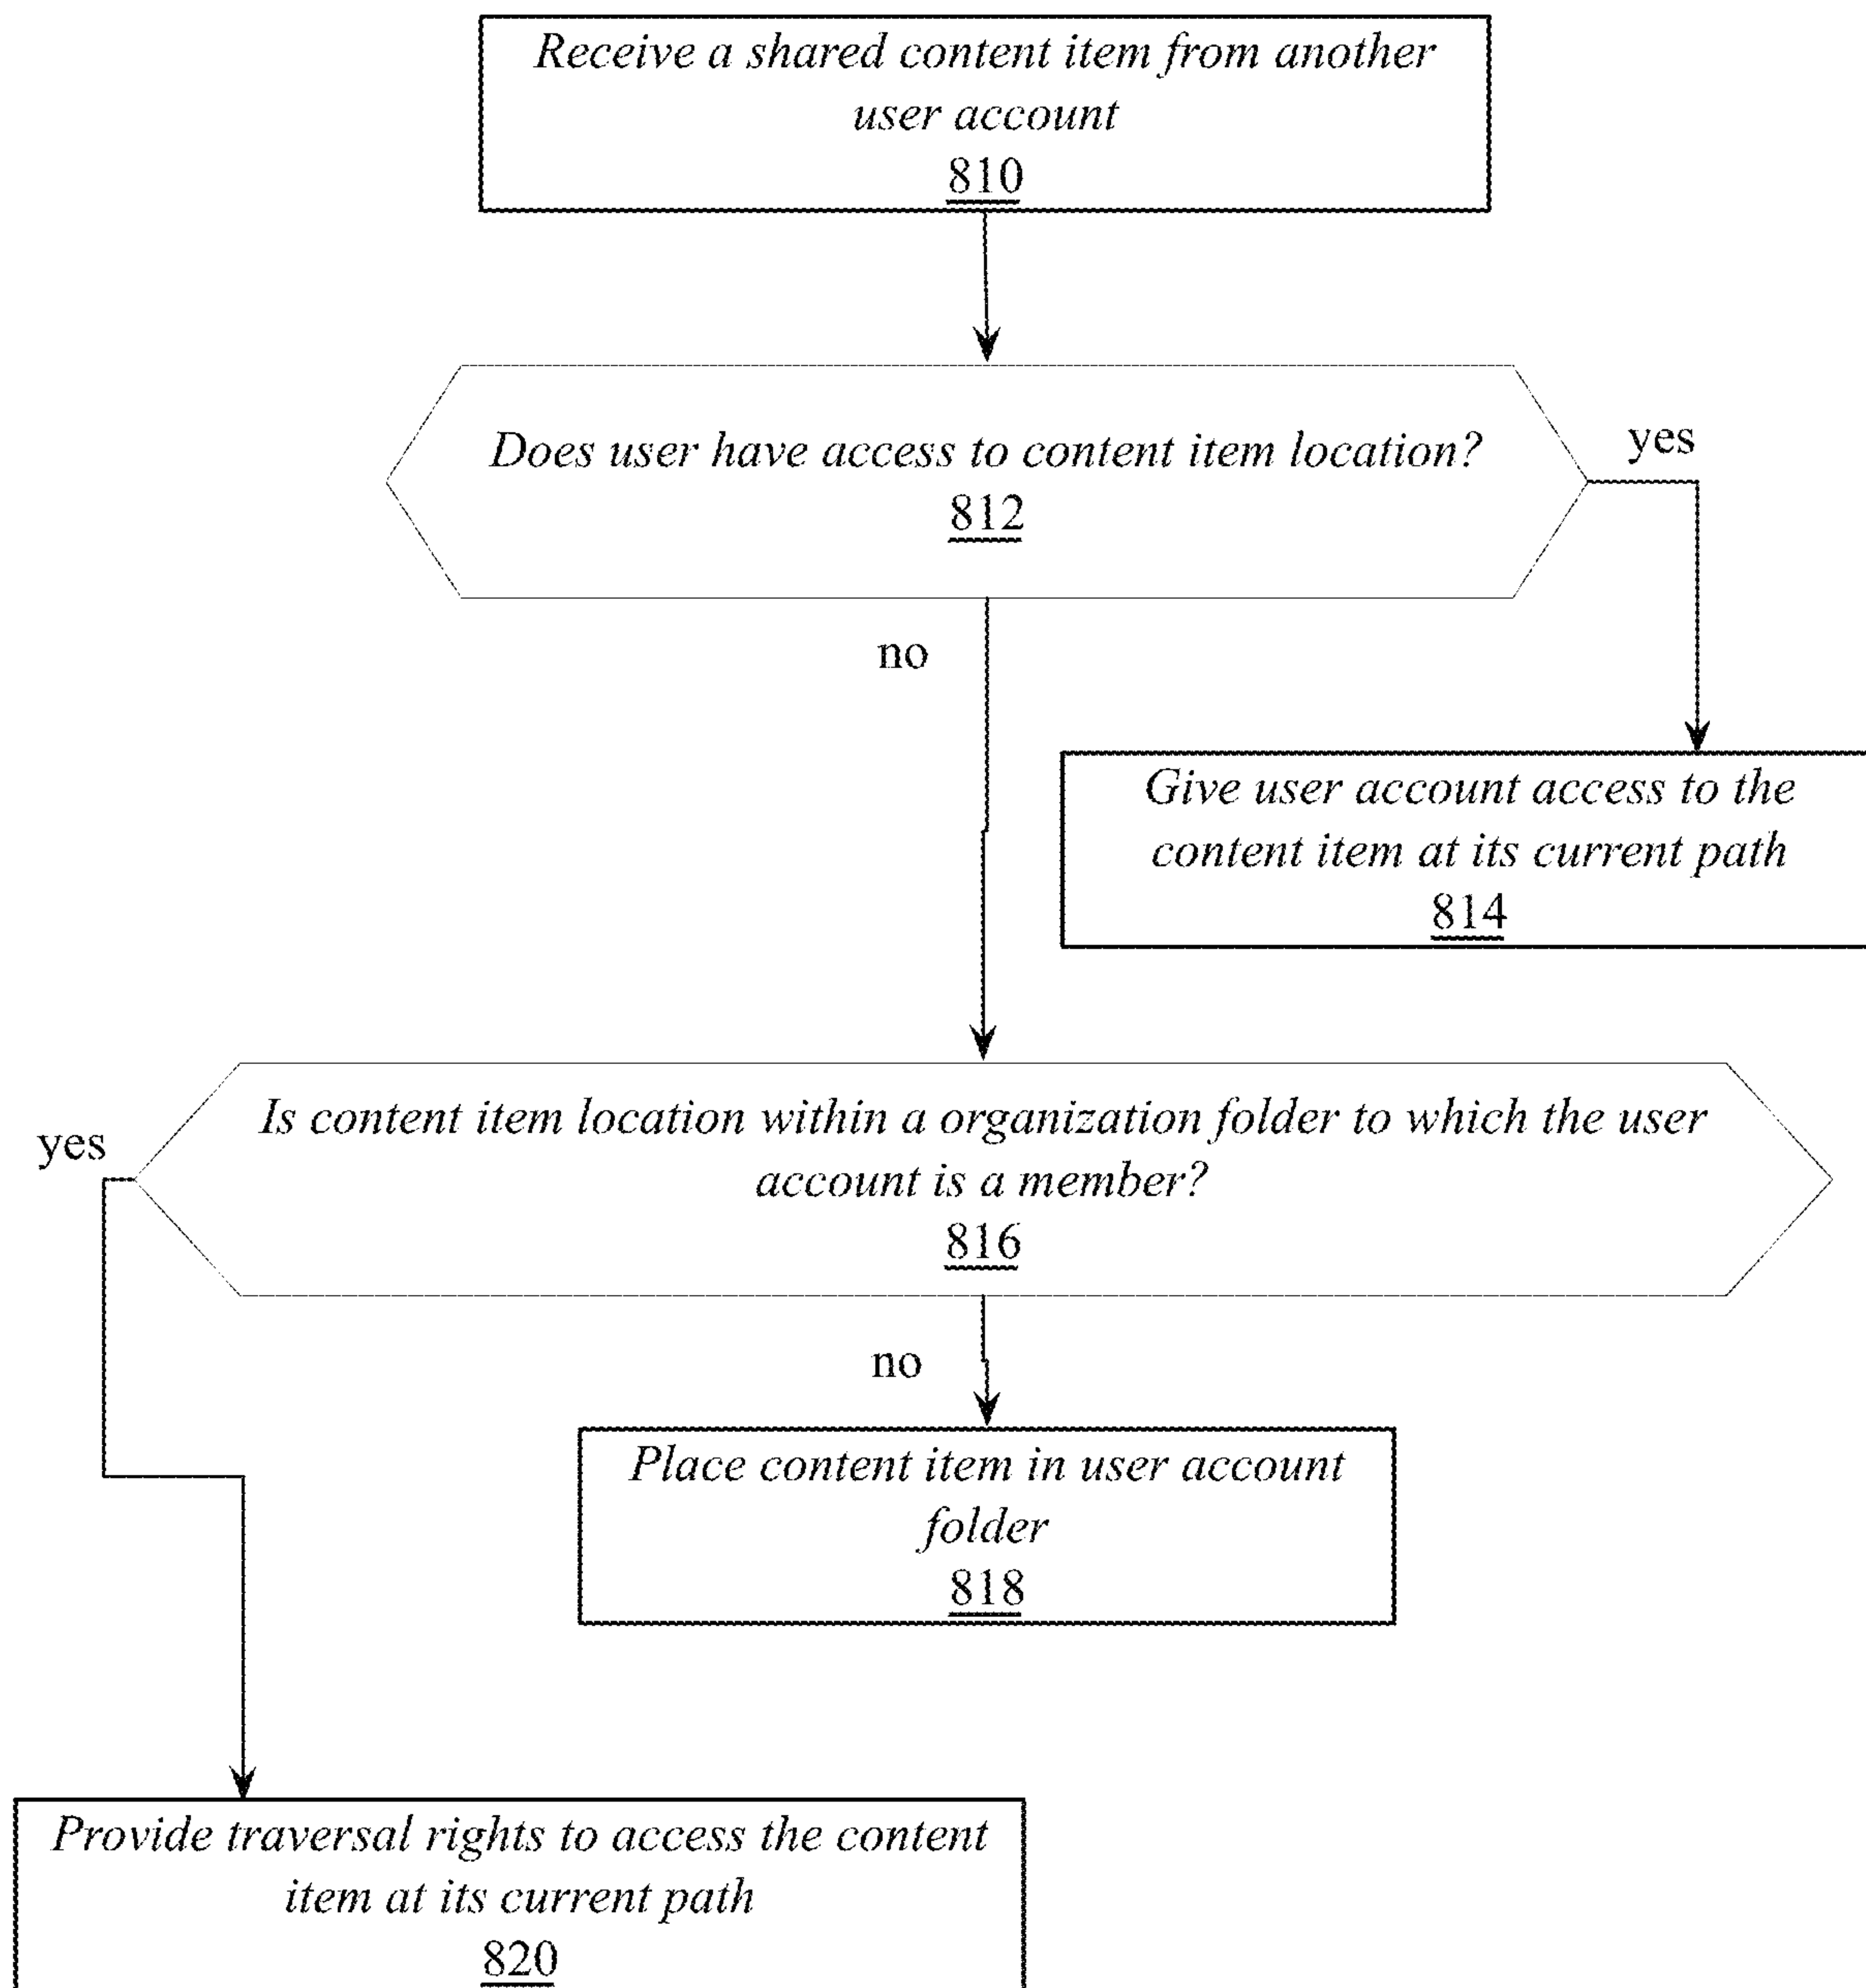 Receive a shared content item from another
user account
810
Does user have access to content item location?
812
yes
no
Give user account access to the
content item at its current path
814
Is content item location within a organization folder to which the user
account is a member?
816
yes
no
Place content item in user account
folder
818
Provide traversal rights to access the content
item at its current path
820